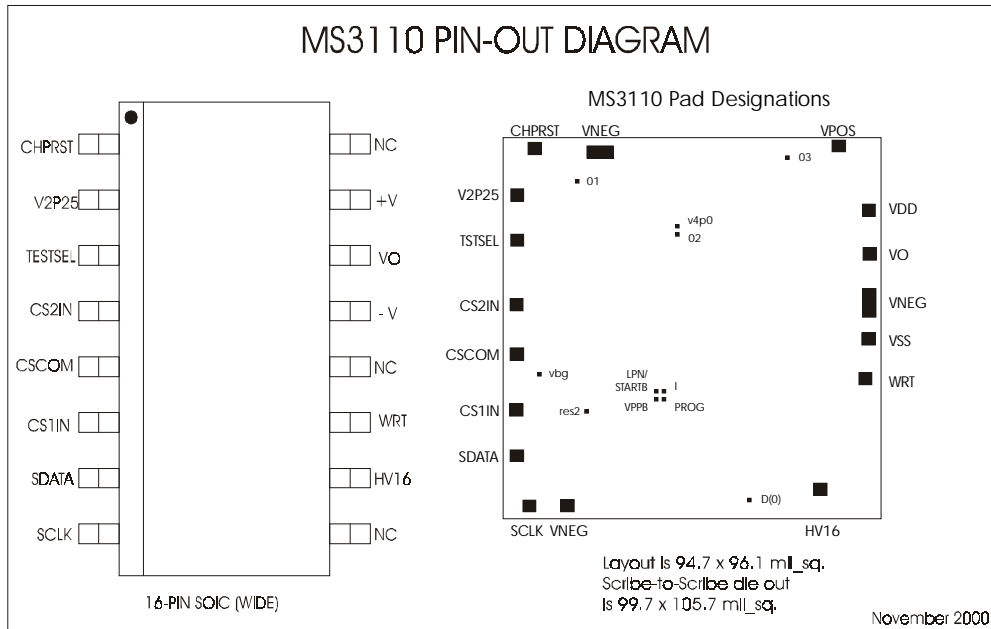 MS3110 PIN-OUT DIAGRAM
CHPRST
V2P25
TESTSEL
CS2IN
CSCOM
CS1IN
SDATA
SCLK
NC
+V
VO
- V
NC
WRT
HV16
NC
16-PIN SOIC (WIDE)
MS3110 Pad Designations
CHPRST VNEG VPOS
03
01
V2P25
VDD
v4p0
TSTSEL
02
VO
CS2IN
VNEG
VSS
CSCOM
vbg
LPN/
STARTB
I
WRT
CS1IN
res2
VPPB
PROG
SDATA
D(0)
SCLK VNEG
HV16
Layout is 94.7 x 96.1 mil_sq.
Scribe-to-Scribe die out
is 99.7 x 105.7 mil_sq.
November 2000